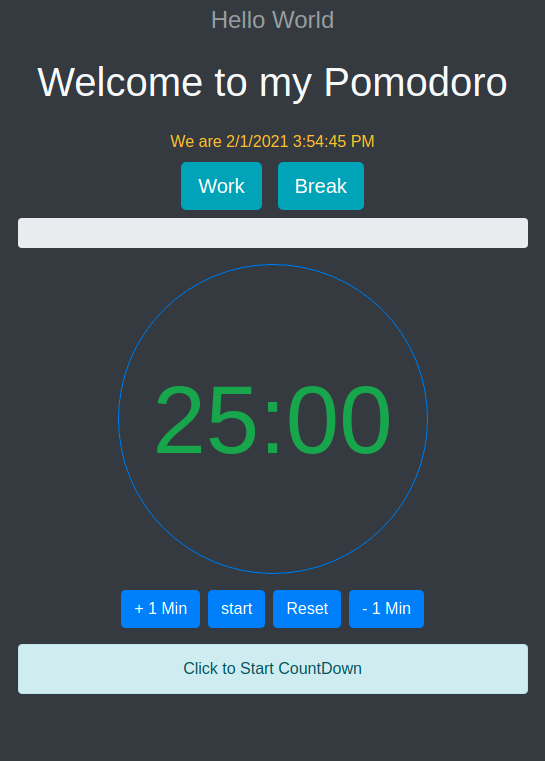 Hello World
Welcome to my Pomodoro
We are 2/1/2021 3:54:45 PM
Work Break
25:00
+ 1 Min start Reset - 1 Min
Click to Start CountDown